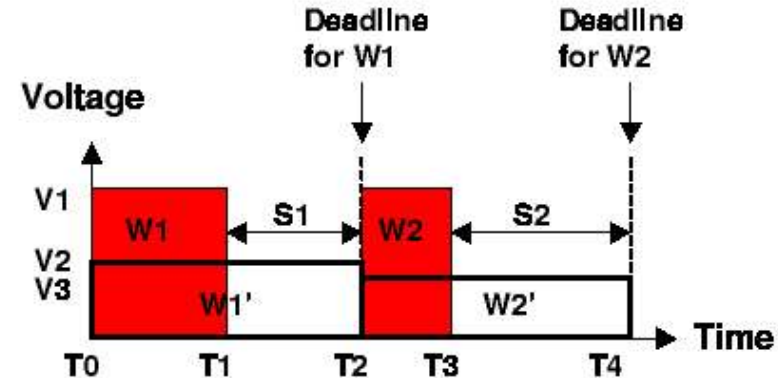 Deadline
for W1
Deadline
for W2
Voltage
V1
W1
S1
W2
S2
V2
V3
W1'
W2'
Time
T0
T1
T2
T3
T4